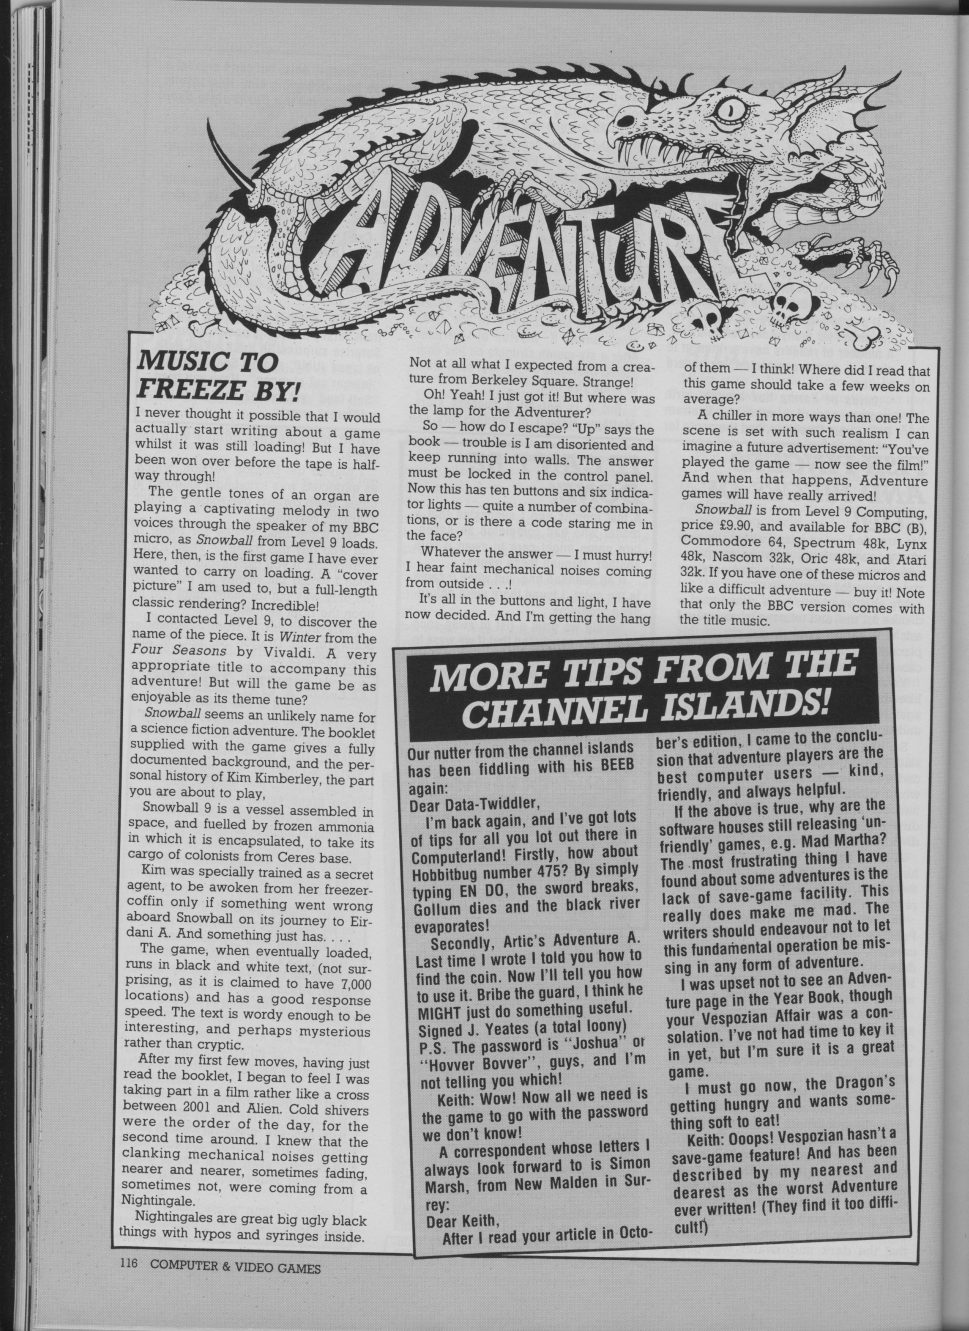 ADVENTURE
MUSIC TO
FREEZE BY!
I never thought it possible that I would
actually start writing about a game
whilst it was still loading! But I have
been won over before the tape is half-
way through!
The gentle tones of an organ are
playing a captivating melody in two
voices through the speaker of my BBC
micro, as Snowball from Level 9 loads.
Here, then, is the first game I have ever
wanted to carry on loading. A “cover
picture” I am used to, but a full-length
classic rendering? Incredible!
I contacted Level 9, to discover the
name of the piece. It is Winter from the
Four Seasons by Vivaldi. A very
appropriate title to accompany this
adventure! But will the game be as
enjoyable as its theme tune?
Snowball seems an unlikely name for
a science fiction adventure. The booklet
supplied with the game gives a fully
documented background, and the per-
sonal history of Kim Kimberley, the part
you are about to play,
Snowball 9 is a vessel assembled in
space, and fuelled by frozen ammonia
in which it is encapsulated, to take its
cargo of colonists from Ceres base.
Kim was specially trained as a secret
agent, to be awoken from her freezer-
coffin only if something went wrong
aboard Snowball on its journey to Eir-
dani A. And something just has. . . .
The game, when eventually loaded,
runs in black and white text, (not sur-
prising, as it is claimed to have 7,000
locations) and has a good response
speed. The text is wordy enough to be
interesting, and perhaps mysterious
rather than cryptic.
After my first few moves, having just
read the booklet, I began to feel I was
taking part in a film rather like a cross
between 2001 and Alien. Cold shivers
were the order of the day, for the
second time around. I knew that the
clanking mechanical noises getting
nearer and nearer, sometimes fading,
sometimes not, were coming from a
Nightingale.
Nightingales are great big ugly black
things with hypos and syringes inside.
Not at all what I expected from a crea-
ture from Berkeley Square. Strange!
Oh! Yeah! I just got it! But where was
the lamp for the Adventurer?
So — how do I escape? “Up” says the
book — trouble is I am disoriented and
keep running into walls. The answer
must be locked in the control panel.
Now this has ten buttons and six indica-
tor lights — quite a number of combina-
tions, or is there a code staring me in
the face?
Whatever the answer — I must hurry!
I hear faint mechanical noises coming
from outside . . .!
It's all in the buttons and light, I have
now decided. And I'm getting the hang
of them — I think! Where did I read that
this game should take a few weeks on
average?
A chiller in more ways than one! The
scene is set with such realism I can
imagine a future advertisement: “You've
played the game — now see the film!”
And when that happens, Adventure
games will have really arrived!
Snowball is from Level 9 Computing,
price £9.90, and available for BBC (B),
Commodore 64, Spectrum 48k, Lynx
48k, Nascom 32k, Oric 48k, and Atari
32k. If you have one of these micros and
like a difficult adventure — buy it! Note
that only the BBC version comes with
the title music.
MORE TIPS FROM THE
CHANNEL ISLANDS!
Our nutter from the channel islands
has been fiddling with his BEEB
again:
Dear Data-Twiddler,
I'm back again, and I've got lots
of tips for all you lot out there in
Computerland! Firstly, how about
Hobbitbug number 475? By simply
typing EN DO, the sword breaks,
Gollum dies and the black river
evaporates!
Secondly, Artic's Adventure A.
Last time I wrote I told you how to
find the coin. Now I'll tell you how
to use it. Bribe the guard, I think he
MIGHT just do something useful.
Signed J. Yeates (a total loony)
P.S. The password is “Joshua” or
“Hovver Bovver”, guys, and I'm
not telling you which!
Keith: Wow! Now all we need is
the game to go with the password
we don't know!
A correspondent whose letters I
always look forward to is Simon
Marsh, from New Malden in Sur-
rey:
Dear Keith,
After I read your article in Octo-
ber's edition, I came to the conclu-
sion that adventure players are the
best computer users — kind,
friendly, and always helpful.
If the above is true, why are the
software houses still releasing ‘un-
friendly’ games, e.g. Mad Martha?
The most frustrating thing I have
found about some adventures is the
lack of save-game facility. This
really does make me mad. The
writers should endeavour not to let
this fundamental operation be mis-
sing in any form of adventure.
I was upset not to see an Adven-
ture page in the Year Book, though
your Vespozian Affair was a con-
solation. I've not had time to key it
in yet, but I'm sure it is a great
game.
I must go now, the Dragon's
getting hungry and wants some-
thing soft to eat!
Keith: Ooops! Vespozian hasn't a
save-game feature! And has been
described by my nearest and
dearest as the worst Adventure
ever written! (They find it too diffi-
cult!)
116 COMPUTER & VIDEO GAMES